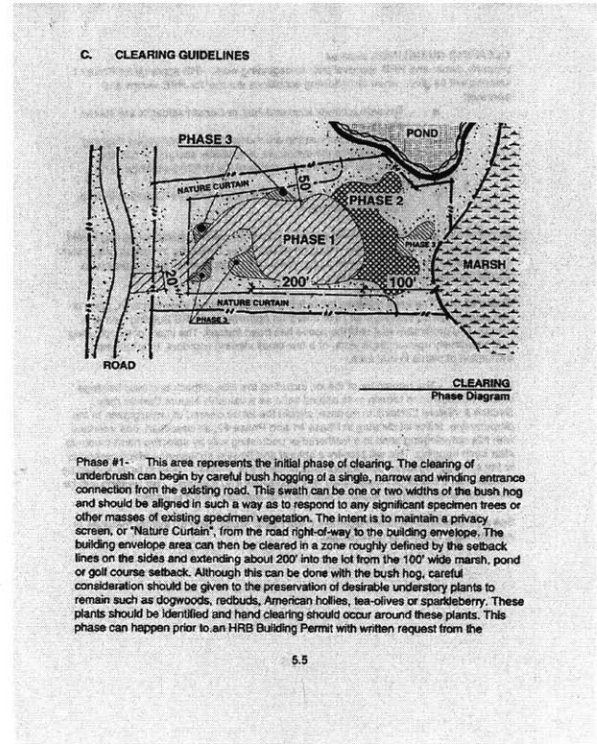 C. CLEARING GUIDELINES
PHASE 3
POND
NATURE CURTAIN
50'
PHASE 2
PHASE 1
PHASE 3
MARSH
20'
200'
100'
NATURE CURTAIN
PHASE 3
ROAD
CLEARING
Phase Diagram
Phase #1- This area represents the initial phase of clearing. The clearing of
underbrush can begin by careful bush hogging of a single, narrow and winding entrance
connection from the existing road. This swath can be one or two widths of the bush hog
and should be aligned in such a way as to respond to any significant specimen trees or
other masses of existing specimen vegetation. The intent is to maintain a privacy
screen, or "Nature Curtain", from the road right-of-way to the building envelope. The
building envelope area can then be cleared in a zone roughly defined by the setback
lines on the sides and extending about 200' into the lot from the 100' wide marsh, pond
or golf course setback. Although this can be done with the bush hog, careful
consideration should be given to the preservation of desirable understory plants to
remain such as dogwoods, redbuds, American hollies, tea-olives or sparkleberry. These
plants should be identified and hand clearing should occur around these plants. This
phase can happen prior to an HRB Building Permit with written request from the
5.5